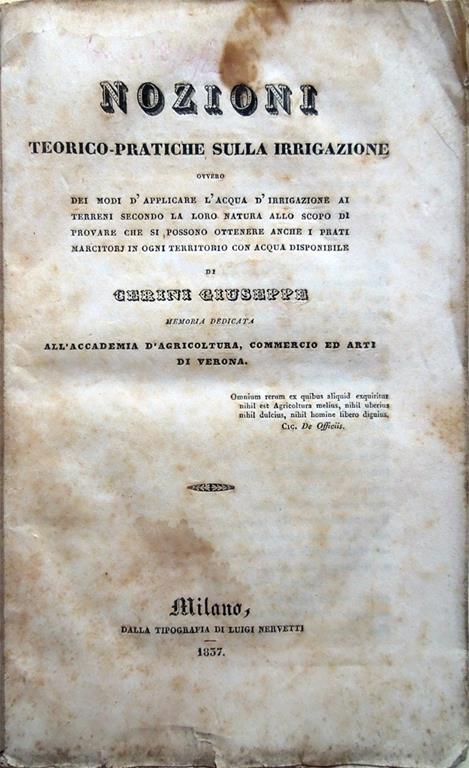 NOZIONI
TEORICO-PRATICHE SULLA IRRIGAZIONE
OVVERO
DEI MODI D'APPLICARE L'ACQUA D'IRRIGAZIONE AI
TERRENI SECONDO LA LORO NATURA ALLO SCOPO DI
PROVARE CHE SI POSSONO OTTENERE ANCHE I PRATI
MARCITORJ IN OGNI TERRITORIO CON ACQUA DISPONIBILE
DI
CERINI GIUSEPPE
MEMORIA DEDICATA
ALL'ACCADEMIA D'AGRICOLTURA, COMMERCIO ED ARTI
DI VERONA.
Omnium rerum ex quibus aliquid exquiritur
nihil est Agricoltura melius, nihil uberius
nihil dulcius, nihil homine libero dignius.
CIC. De Officiis.
Milano,
DALLA TIPOGRAFIA DI LUIGI NERVETTI
1837.